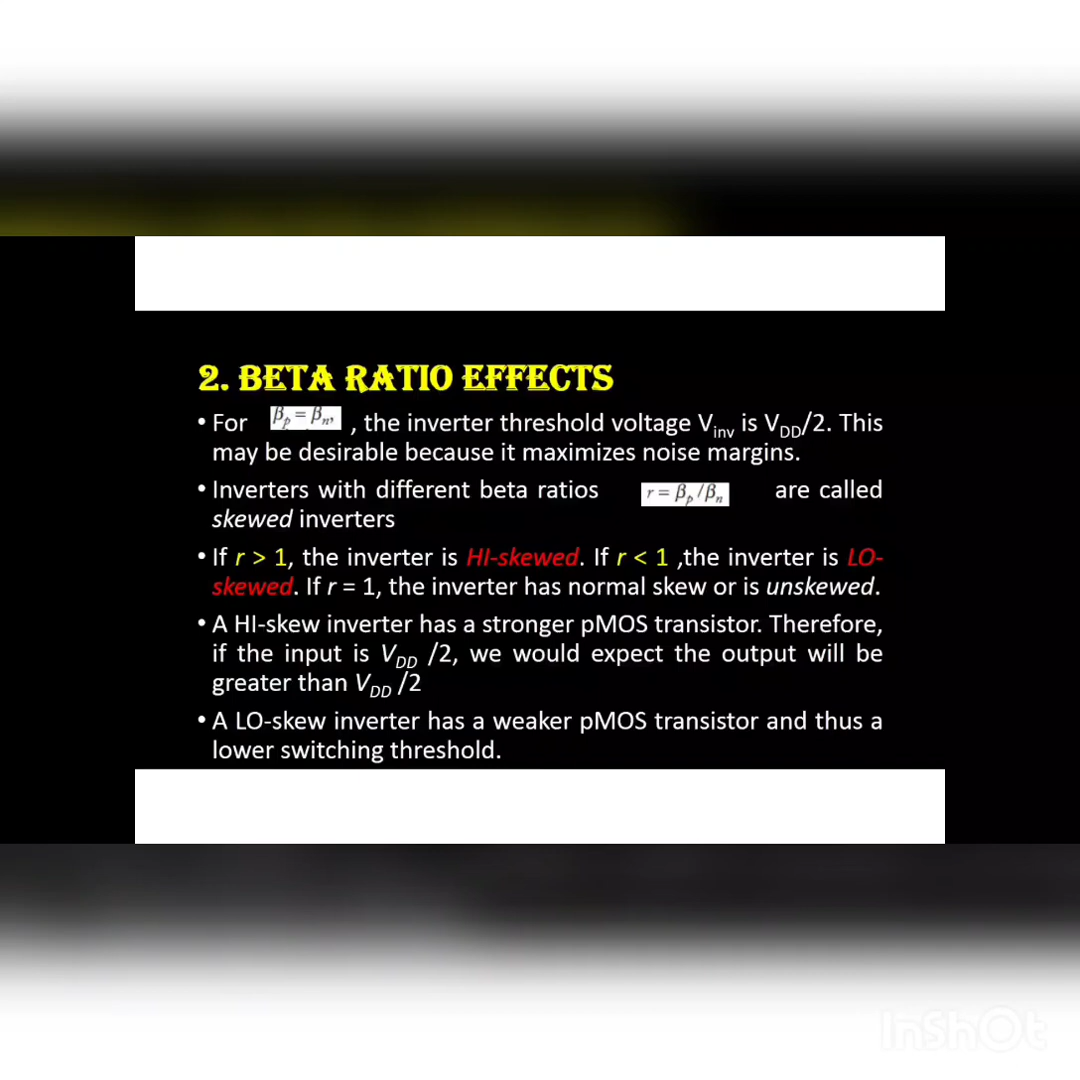 2. BETA RATIO EFFECTS
• For βp = βn, , the inverter threshold voltage Vinv is VDD/2. This
may be desirable because it maximizes noise margins.
• Inverters with different beta ratios r = βp /βn are called
skewed inverters
• If r > 1, the inverter is HI-skewed. If r < 1 ,the inverter is LO-
skewed. If r = 1, the inverter has normal skew or is unskewed.
• A HI-skew inverter has a stronger pMOS transistor. Therefore,
if the input is VDD /2, we would expect the output will be
greater than VDD /2
• A LO-skew inverter has a weaker pMOS transistor and thus a
lower switching threshold.
InShOt